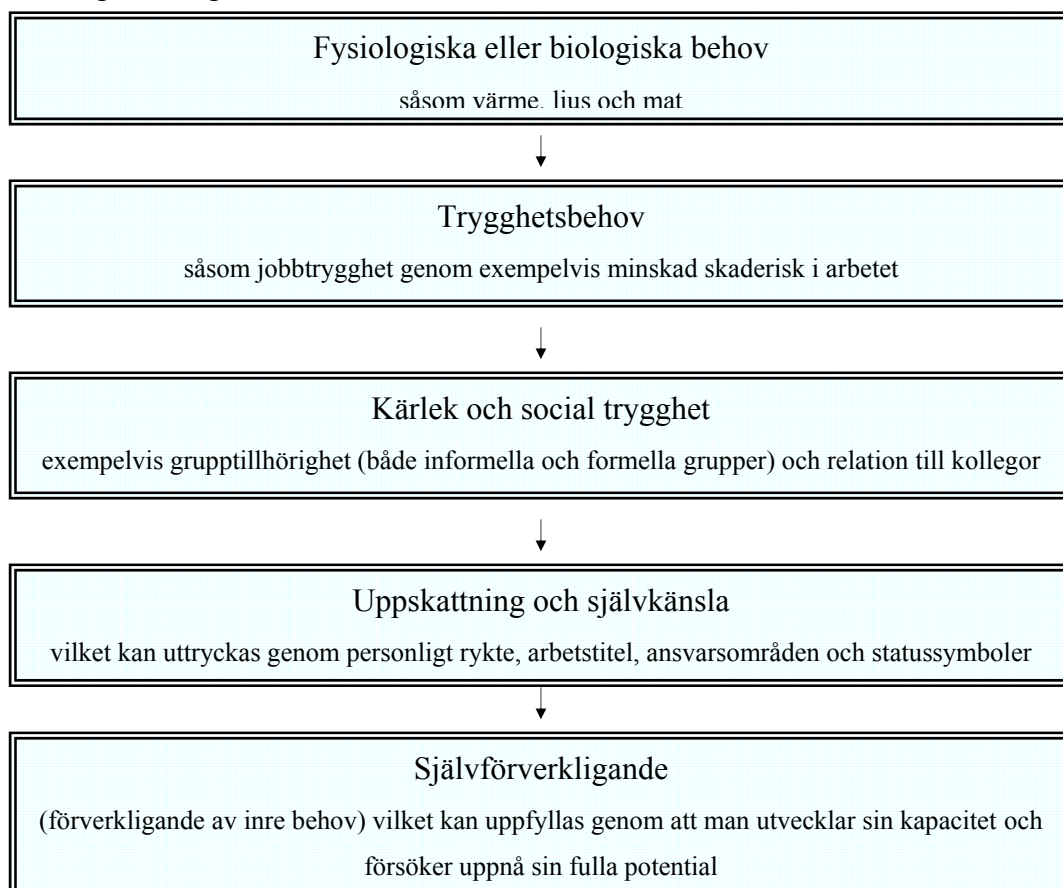 Fysiologiska eller biologiska behov
såsom värme, ljus och mat
Trygghetsbehov
såsom jobbtrygghet genom exempelvis minskad skaderisk i arbetet
Kärlek och social trygghet
exempelvis grupptillhörighet (både informella och formella grupper) och relation till kollegor
Uppskattning och självkänsla
vilket kan uttryckas genom personligt rykte, arbetstitel, ansvarsområden och statussymboler
Självförverkligande
(förverkligande av inre behov) vilket kan uppfyllas genom att man utvecklar sin kapacitet och
försöker uppnå sin fulla potential